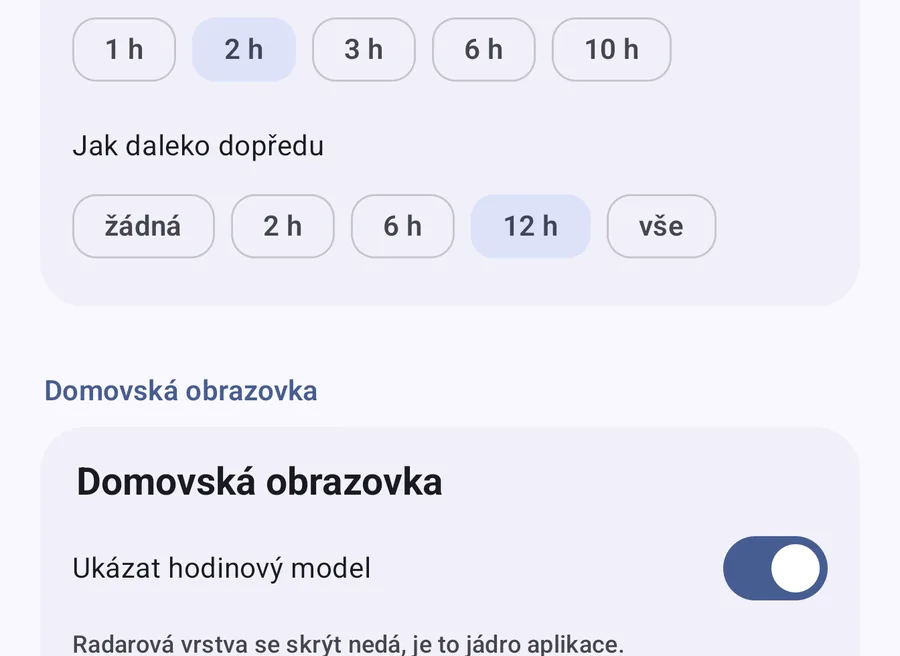 1 h 2 h 3 h 6 h 10 h
Jak daleko dopředu
žádná 2 h 6 h 12 h vše
Domovská obrazovka
Domovská obrazovka
Ukázat hodinový model
Radarová vrstva se skrýt nedá, je to jádro aplikace.